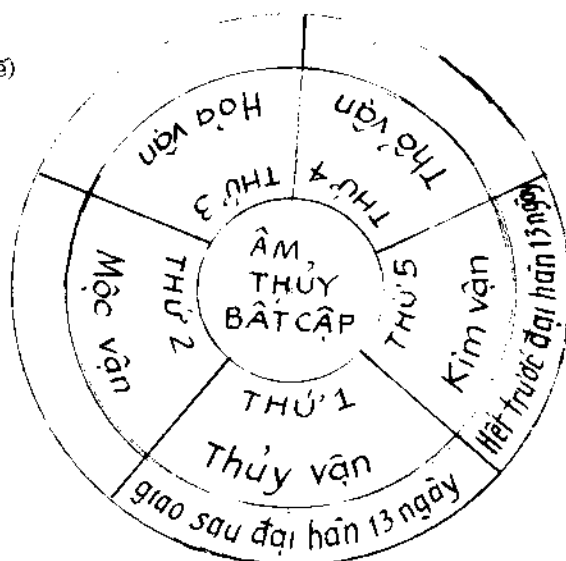 ÂM,
THỦY
BẤT CẬP
THỨ 1
Thủy vận
giao sau đại hàn 13 ngày
THỨ 2
Mộc vận
THỨ 3
Hỏa vận
THỨ 4
Thổ vận
THỨ 5
Kim vận
Hết trước đại hàn 13 ngày